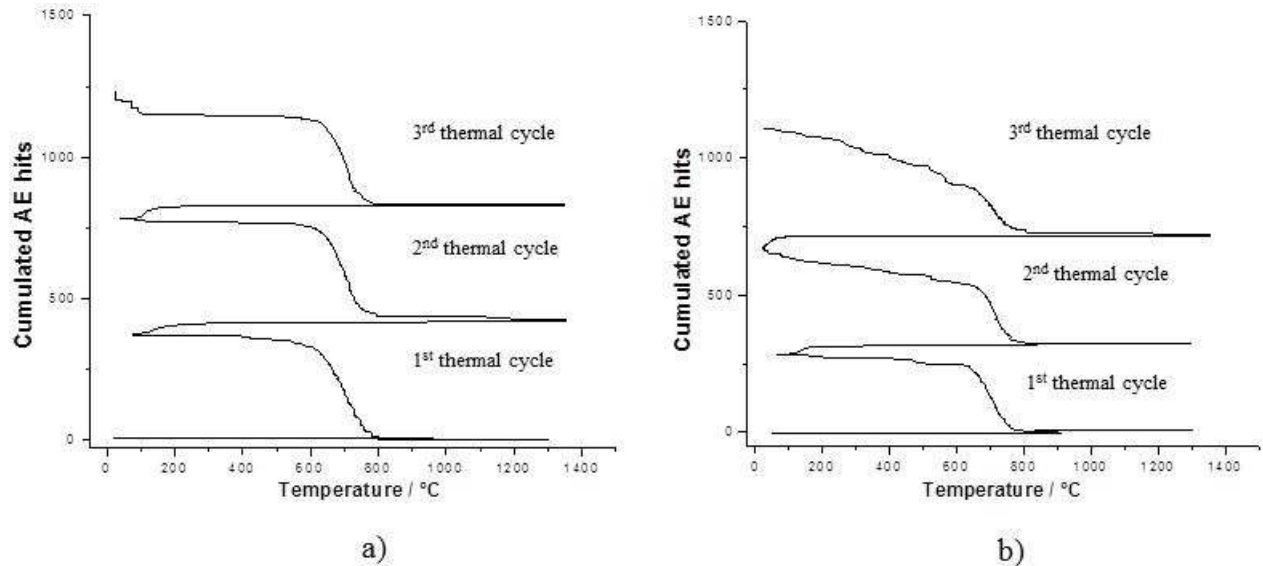 1500
1000
500
0
Cumulated AE hits
3rd thermal cycle
2nd thermal cycle
1st thermal cycle
0 200 400 600 800 1000 1200 1400
Temperature / ºC
a)
1500
1000
500
0
Cumulated AE hits
3rd thermal cycle
2nd thermal cycle
1st thermal cycle
0 200 400 600 800 1000 1200 1400
Temperature / ºC
b)